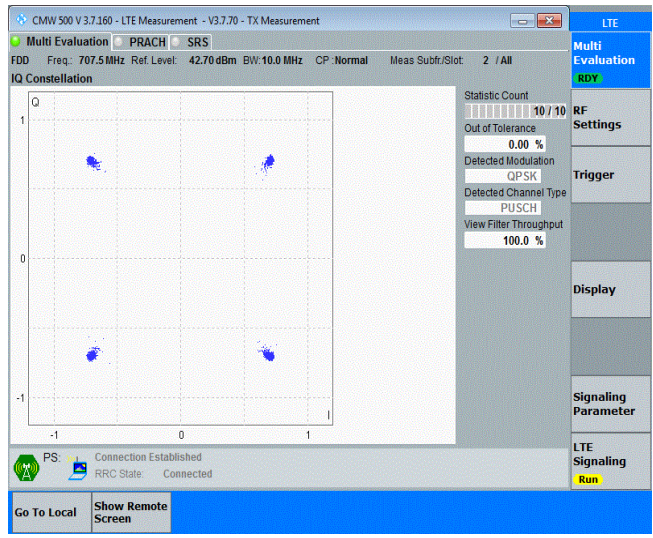 CMW 500 V 3.7.160 - LTE Measurement - V3.7.70 - TX Measurement
LTE
Multi Evaluation PRACH SRS
FDD Freq.: 707.5 MHz Ref. Level: 42.70 dBm BW: 10.0 MHz CP : Normal Meas Subfr./Slot: 2 / All
IQ Constellation
Q
1
0
-1
I
-1 0 1
Statistic Count
10 / 10
Out of Tolerance
0.00 %
Detected Modulation
QPSK
Detected Channel Type
PUSCH
View Filter Throughput
100.0 %
PS: Connection Established
RRC State: Connected
Multi
Evaluation
RDY
RF
Settings
Trigger
Display
Signaling
Parameter
LTE
Signaling
Run
Go To Local
Show Remote
Screen